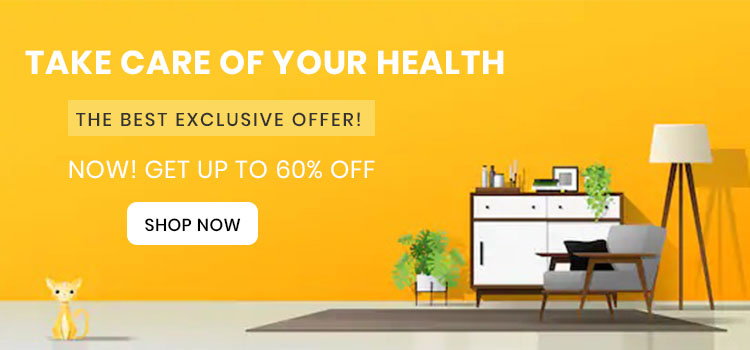 TAKE CARE OF YOUR HEALTH
THE BEST EXCLUSIVE OFFER!
NOW! GET UP TO 60% OFF
SHOP NOW